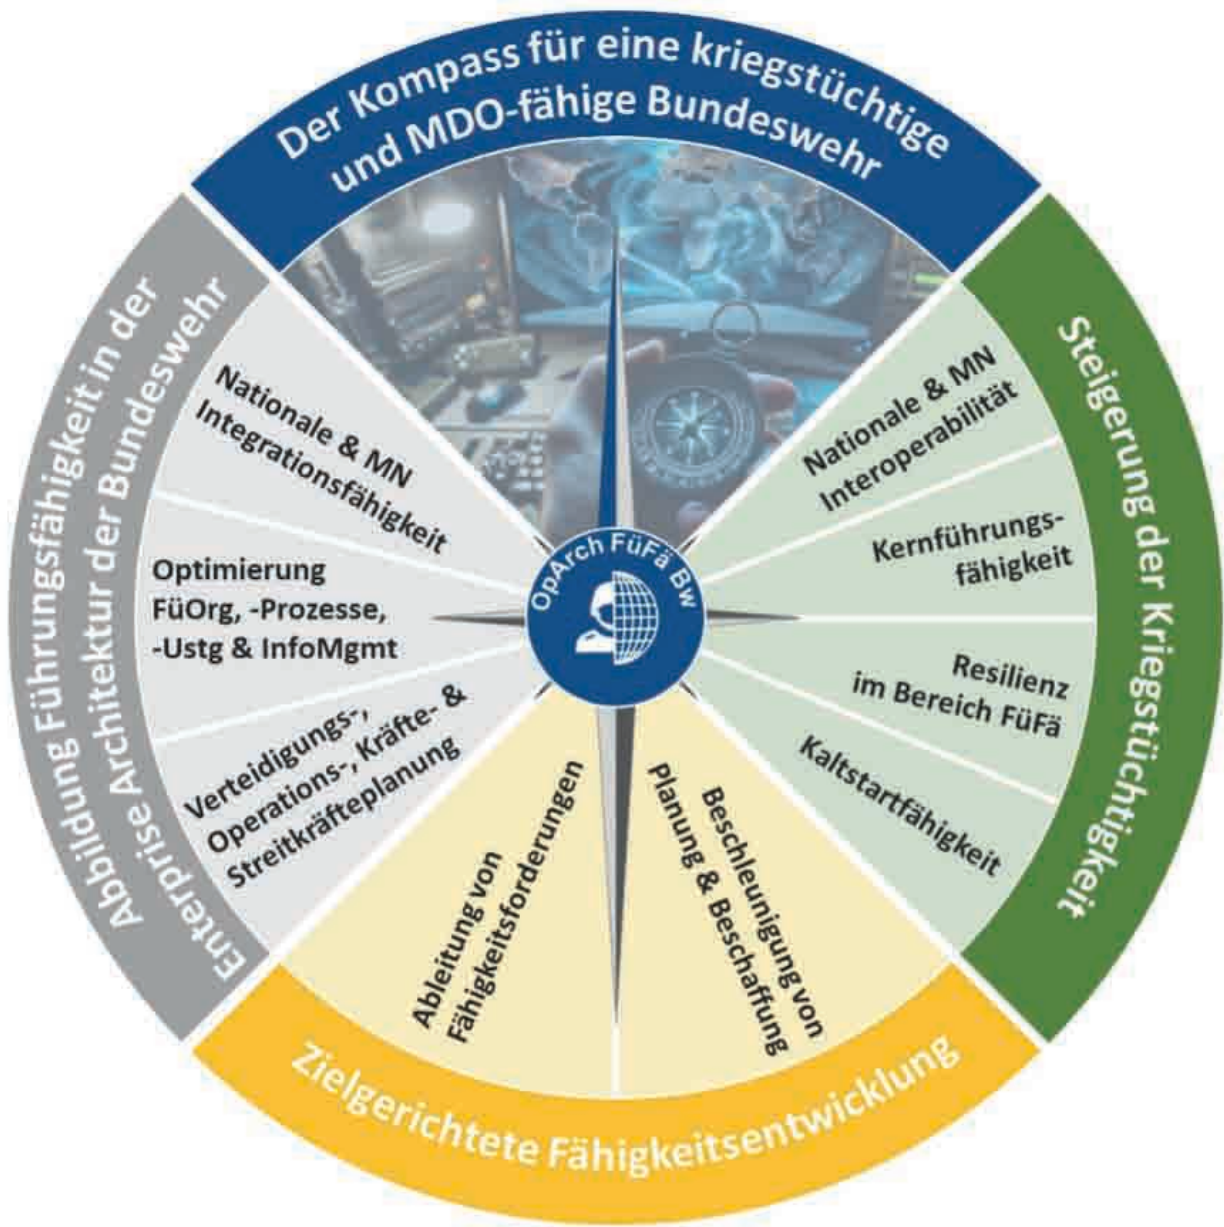 Der Kompass für eine kriegstüchtige
und MDO-fähige Bundeswehr
Steigerung der Kriegstüchtigkeit
Nationale & MN
Interoperabilität
Kernführungs-
fähigkeit
Resilienz
im Bereich FüFä
Kaltstartfähigkeit
Zielgerichtete Fähigkeitsentwicklung
Beschleunigung von
Planung & Beschaffung
Ableitung von
Fähigkeitsforderungen
Abbildung Führungsfähigkeit in der
Enterprise Architektur der Bundeswehr
Verteidigungs-,
Operations-, Kräfte- &
Streitkräfteplanung
Optimierung
FüOrg, -Prozesse,
-Ustg & InfoMgmt
Nationale & MN
Integrationsfähigkeit
OpArch FüFä Bw